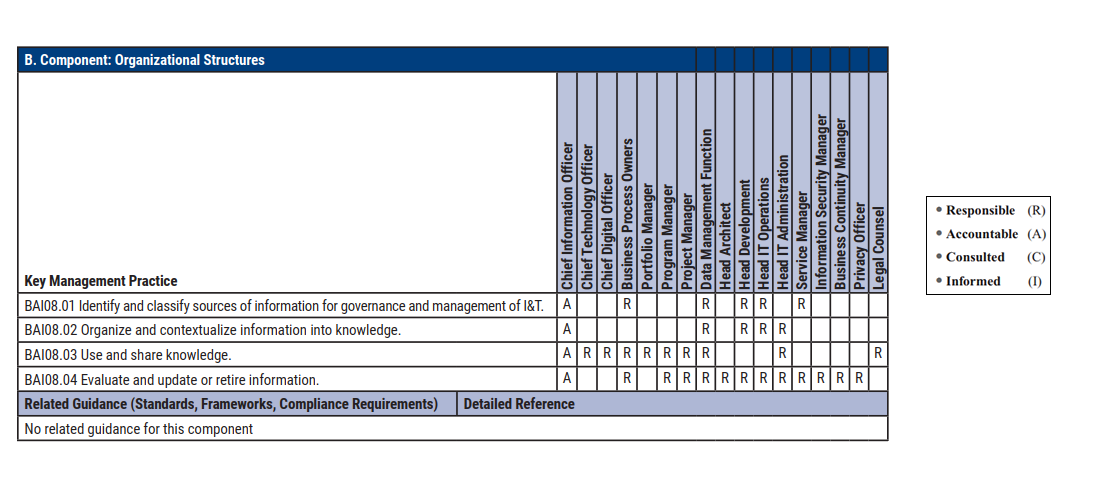 B. Component: Organizational Structures
Key Management Practice
Chief Information Officer
Chief Technology Officer
Chief Digital Officer
Business Process Owners
Portfolio Manager
Program Manager
Project Manager
Data Management Function
Head Architect
Head Development
Head IT Operations
Head IT Administration
Service Manager
Information Security Manager
Business Continuity Manager
Privacy Officer
Legal Counsel
BAI08.01 Identify and classify sources of information for governance and management of I&T. A R R R R R
BAI08.02 Organize and contextualize information into knowledge. A R R R R
BAI08.03 Use and share knowledge. A R R R R R R R R R
BAI08.04 Evaluate and update or retire information. A R R R R R R R R R R R R
Related Guidance (Standards, Frameworks, Compliance Requirements) Detailed Reference
No related guidance for this component
• Responsible (R)
• Accountable (A)
• Consulted (C)
• Informed (I)